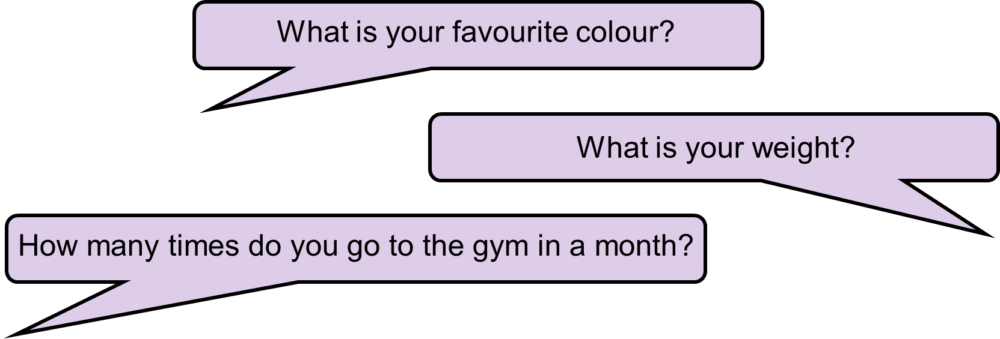 What is your favourite colour?
What is your weight?
How many times do you go to the gym in a month?